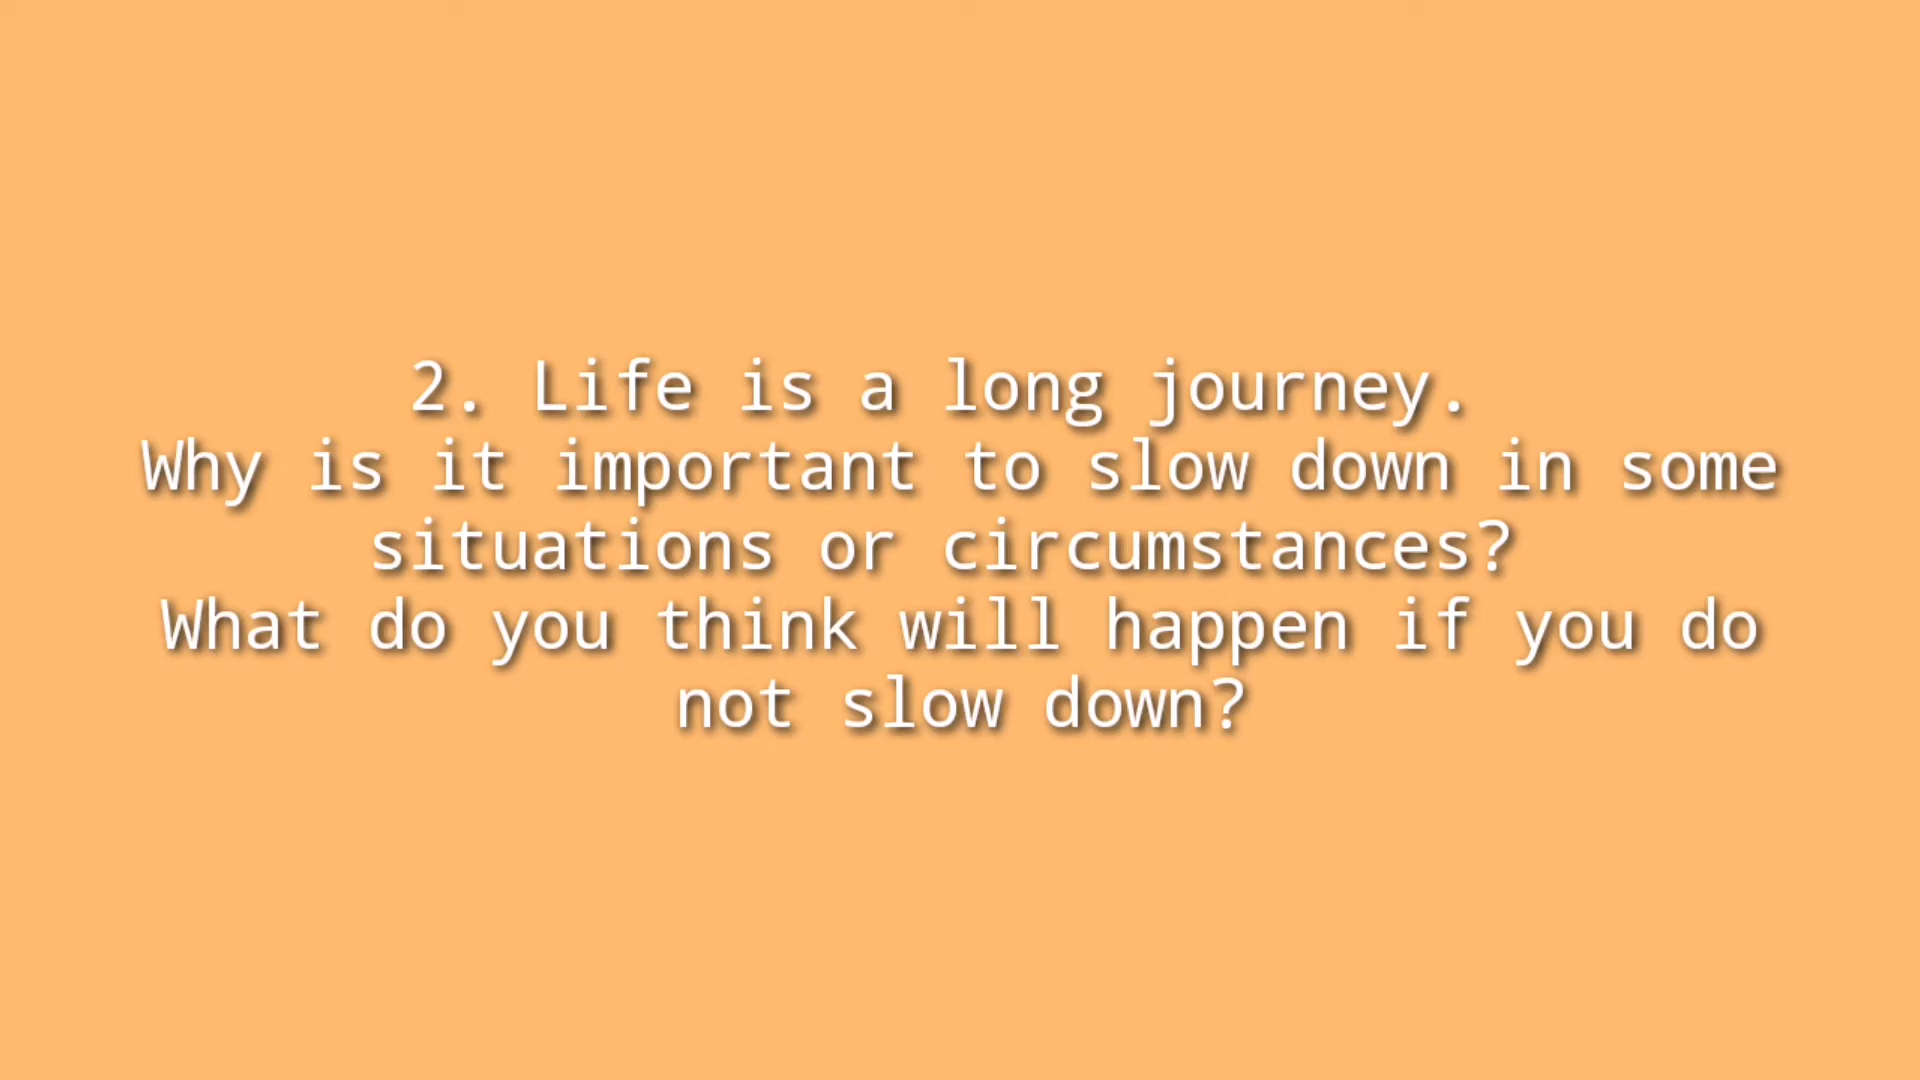 2. Life is a long journey.
Why is it important to slow down in some
situations or circumstances?
What do you think will happen if you do
not slow down?